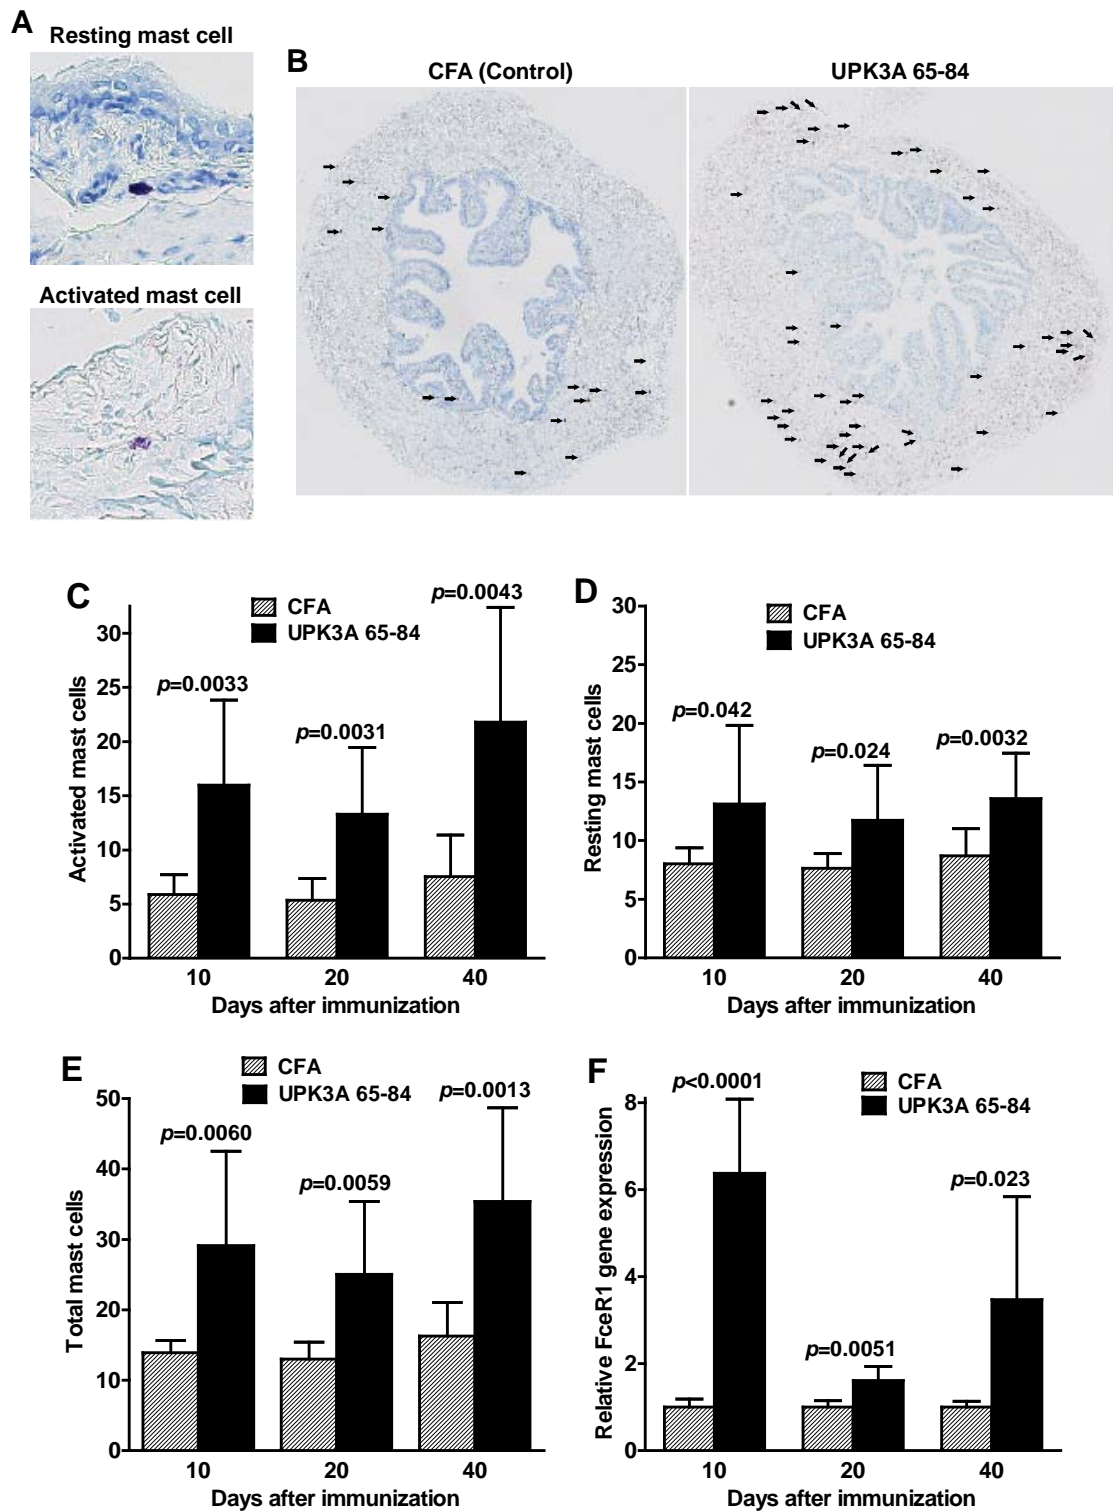 A
Resting mast cell
Activated mast cell
B
CFA (Control)
UPK3A 65-84
C
CFA
UPK3A 65-84
p=0.0033
p=0.0031
p=0.0043
Activated mast cells
30
25
20
15
10
5
0
10 20 40
Days after immunization
D
CFA
UPK3A 65-84
p=0.042
p=0.024
p=0.0032
Resting mast cells
30
25
20
15
10
5
0
10 20 40
Days after immunization
E
CFA
UPK3A 65-84
p=0.0060
p=0.0059
p=0.0013
Total mast cells
50
40
30
20
10
0
10 20 40
Days after immunization
F
CFA
UPK3A 65-84
p<0.0001
p=0.0051
p=0.023
Relative FceR1 gene expression
8
6
4
2
0
10 20 40
Days after immunization